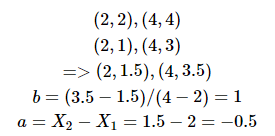 (2, 2), (4, 4)
(2, 1), (4, 3)
=> (2, 1.5), (4, 3.5)
b = (3.5 − 1.5)/(4 − 2) = 1
a = X₂ − X₁ = 1.5 − 2 = −0.5